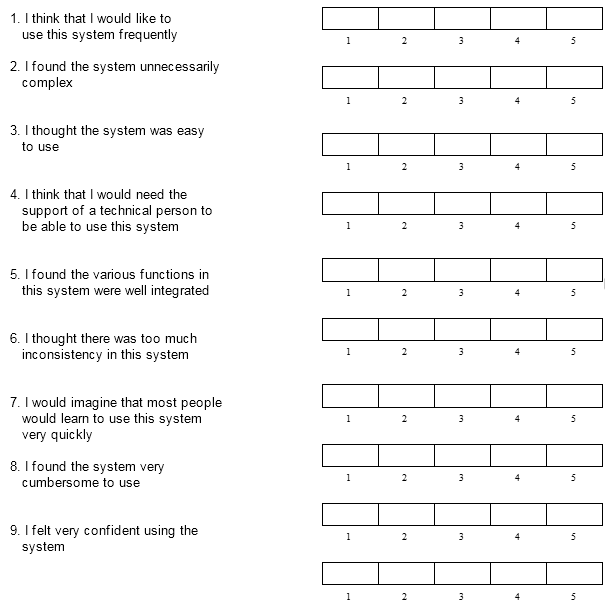 1. I think that I would like to
use this system frequently
1 2 3 4 5
2. I found the system unnecessarily
complex
1 2 3 4 5
3. I thought the system was easy
to use
1 2 3 4 5
4. I think that I would need the
support of a technical person to
be able to use this system
1 2 3 4 5
5. I found the various functions in
this system were well integrated
1 2 3 4 5
6. I thought there was too much
inconsistency in this system
1 2 3 4 5
7. I would imagine that most people
would learn to use this system
very quickly
1 2 3 4 5
8. I found the system very
cumbersome to use
1 2 3 4 5
9. I felt very confident using the
system
1 2 3 4 5
1 2 3 4 5